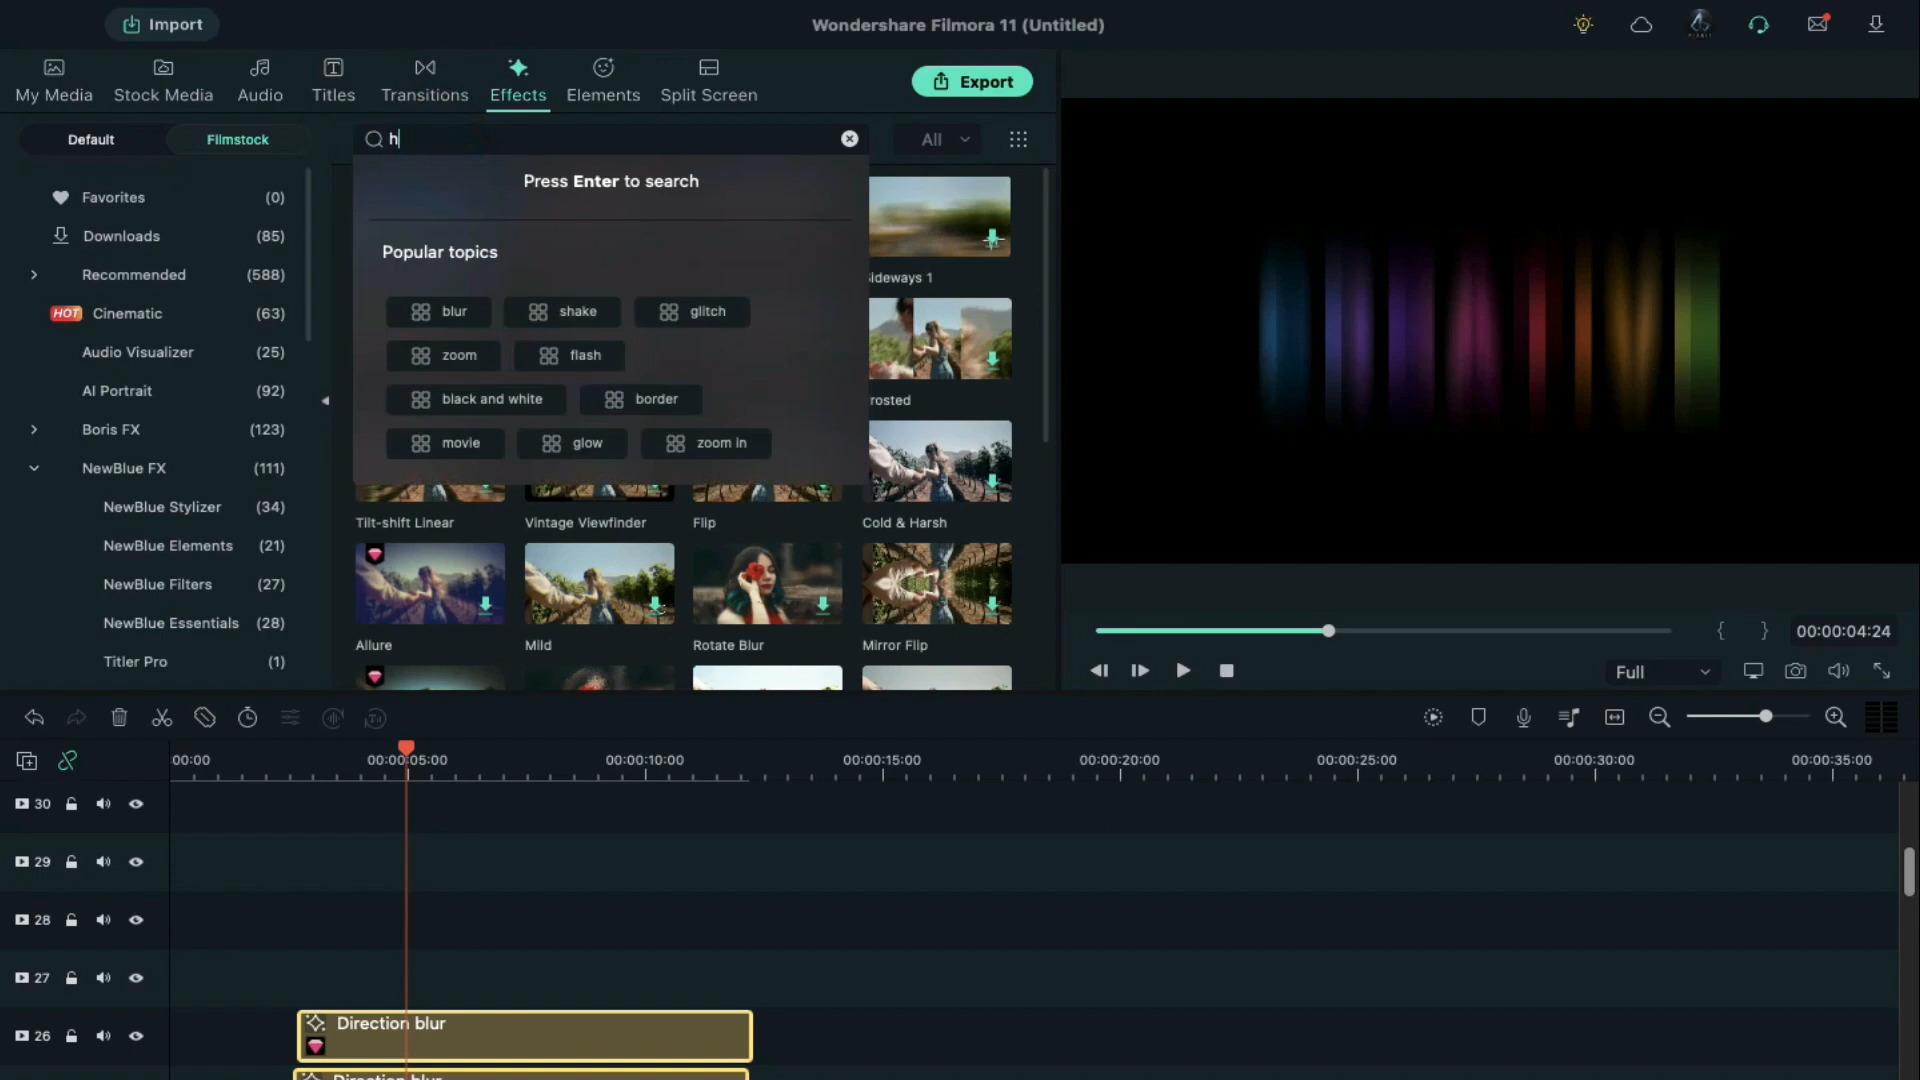 Import
Wondershare Filmora 11 (Untitled)
My Media
Stock Media
Audio
Titles
Transitions
Effects
Elements
Split Screen
Export
Default
Filmstock
h
All
Press Enter to search
Popular topics
blur
shake
glitch
zoom
flash
black and white
border
movie
glow
zoom in
Favorites (0)
Downloads (85)
Recommended (588)
HOT Cinematic (63)
Audio Visualizer (25)
AI Portrait (92)
Boris FX (123)
NewBlue FX (111)
NewBlue Stylizer (34)
NewBlue Elements (21)
NewBlue Filters (27)
NewBlue Essentials (28)
Titler Pro (1)
ideways 1
rosted
Tilt-shift Linear
Vintage Viewfinder
Flip
Cold & Harsh
Allure
Mild
Rotate Blur
Mirror Flip
00:00:04:24
Full
:00:00
00:00:05:00
00:00:10:00
00:00:15:00
00:00:20:00
00:00:25:00
00:00:30:00
00:00:35:00
30
29
28
27
26
Direction blur
Direction blur